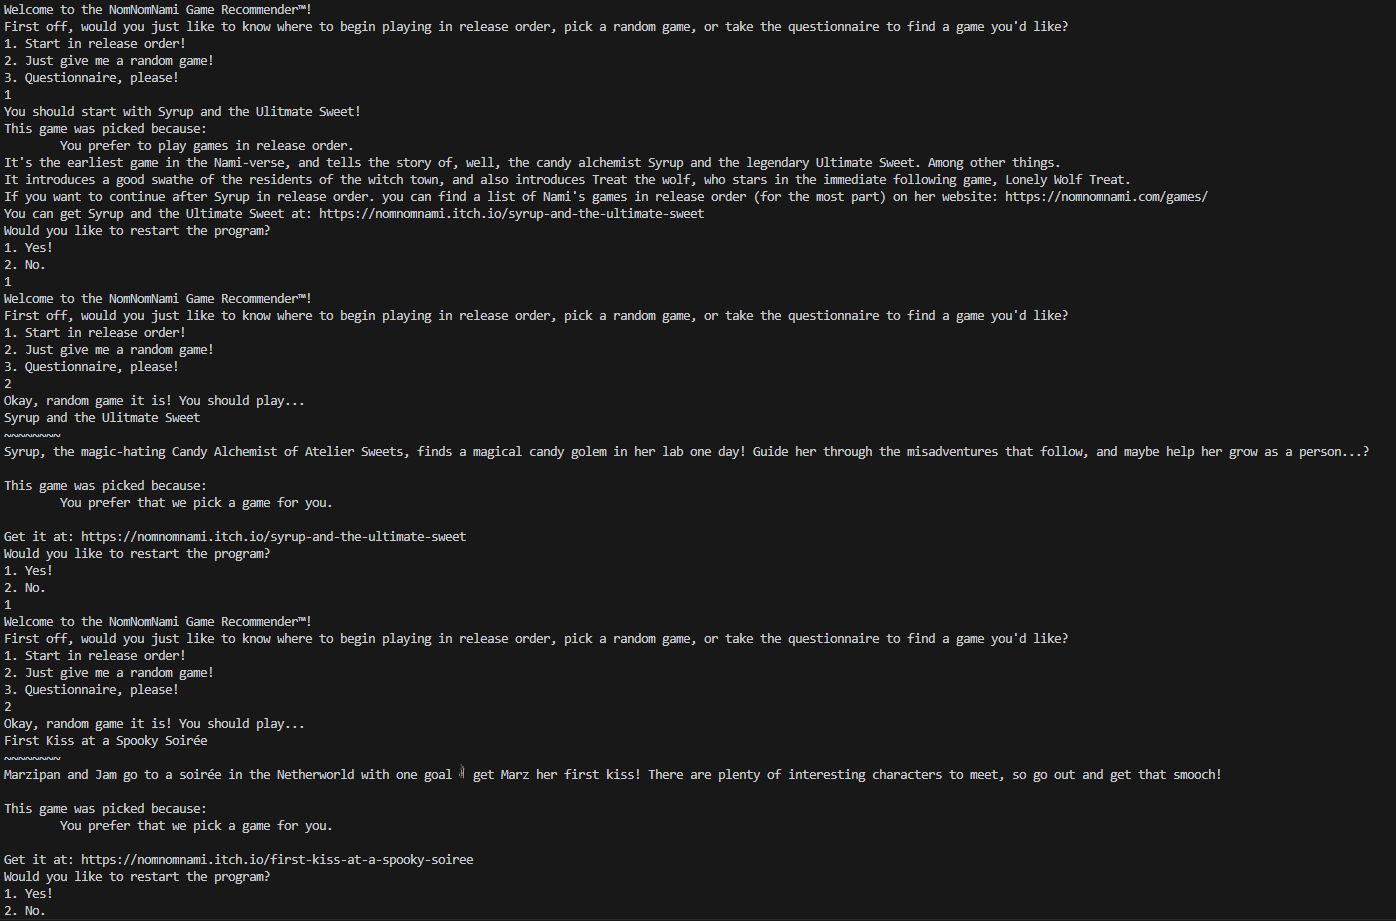 Welcome to the NomNomNami Game Recommender™!
First off, would you just like to know where to begin playing in release order, pick a random game, or take the questionnaire to find a game you'd like?
1. Start in release order!
2. Just give me a random game!
3. Questionnaire, please!
1
You should start with Syrup and the Ulitmate Sweet!
This game was picked because:
You prefer to play games in release order.
It's the earliest game in the Nami-verse, and tells the story of, well, the candy alchemist Syrup and the legendary Ultimate Sweet. Among other things.
It introduces a good swathe of the residents of the witch town, and also introduces Treat the wolf, who stars in the immediate following game, Lonely Wolf Treat.
If you want to continue after Syrup in release order. you can find a list of Nami's games in release order (for the most part) on her website: https://nomnomnami.com/games/
You can get Syrup and the Ultimate Sweet at: https://nomnomnami.itch.io/syrup-and-the-ultimate-sweet
Would you like to restart the program?
1. Yes!
2. No.
1
Welcome to the NomNomNami Game Recommender™!
First off, would you just like to know where to begin playing in release order, pick a random game, or take the questionnaire to find a game you'd like?
1. Start in release order!
2. Just give me a random game!
3. Questionnaire, please!
2
Okay, random game it is! You should play...
Syrup and the Ulitmate Sweet
~~~~~~~~
Syrup, the magic-hating Candy Alchemist of Atelier Sweets, finds a magical candy golem in her lab one day! Guide her through the misadventures that follow, and maybe help her grow as a person...?
This game was picked because:
You prefer that we pick a game for you.
Get it at: https://nomnomnami.itch.io/syrup-and-the-ultimate-sweet
Would you like to restart the program?
1. Yes!
2. No.
1
Welcome to the NomNomNami Game Recommender™!
First off, would you just like to know where to begin playing in release order, pick a random game, or take the questionnaire to find a game you'd like?
1. Start in release order!
2. Just give me a random game!
3. Questionnaire, please!
2
Okay, random game it is! You should play...
First Kiss at a Spooky Soirée
~~~~~~~~
Marzipan and Jam go to a soirée in the Netherworld with one goal get Marz her first kiss! There are plenty of interesting characters to meet, so go out and get that smooch!
This game was picked because:
You prefer that we pick a game for you.
Get it at: https://nomnomnami.itch.io/first-kiss-at-a-spooky-soiree
Would you like to restart the program?
1. Yes!
2. No.